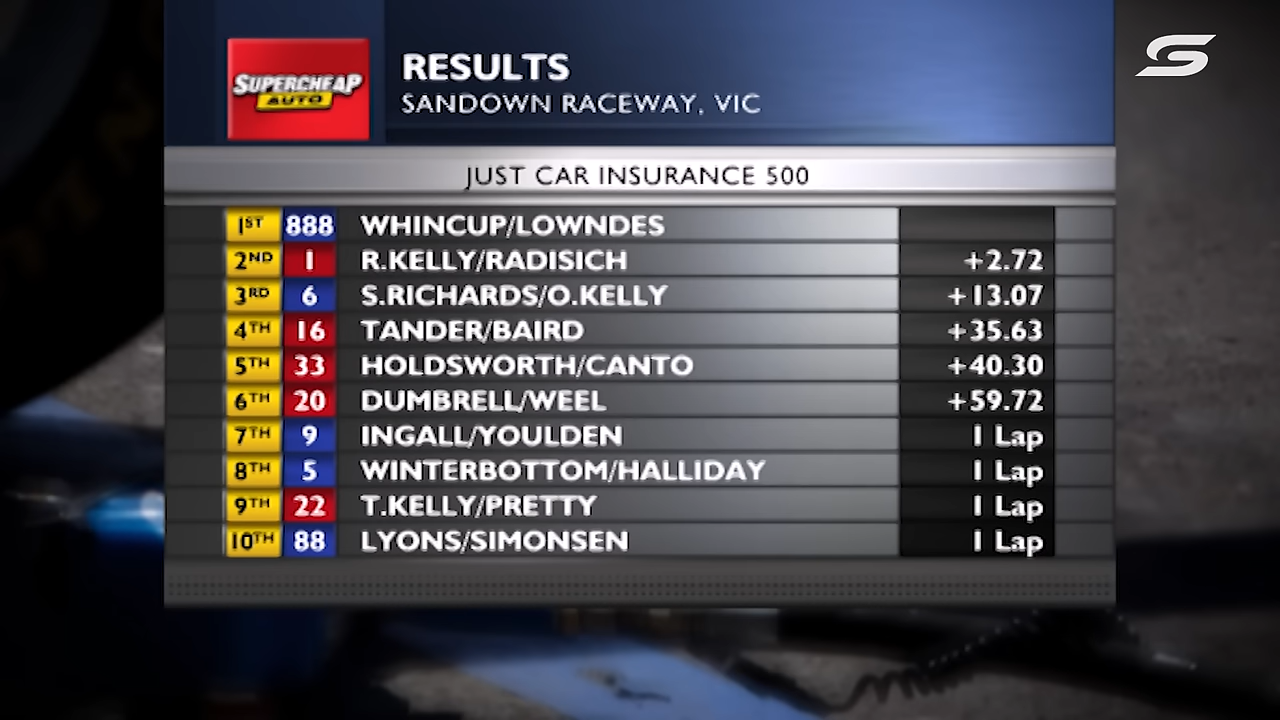 SUPERCHEAP
AUTO
RESULTS
SANDOWN RACEWAY, VIC
JUST CAR INSURANCE 500
1ST 888 WHINCUP/LOWNDES
2ND 1 R.KELLY/RADISICH +2.72
3RD 6 S.RICHARDS/O.KELLY +13.07
4TH 16 TANDER/BAIRD +35.63
5TH 33 HOLDSWORTH/CANTO +40.30
6TH 20 DUMBRELL/WEEL +59.72
7TH 9 INGALL/YOULDEN 1 Lap
8TH 5 WINTERBOTTOM/HALLIDAY 1 Lap
9TH 22 T.KELLY/PRETTY 1 Lap
10TH 88 LYONS/SIMONSEN 1 Lap